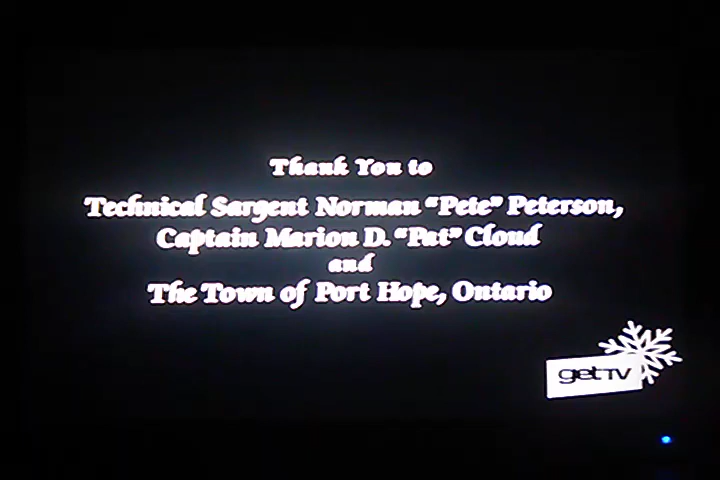 Thank You to
Technical Sargent Norman “Pete” Peterson,
Captain Marion D. “Pat” Cloud
and
The Town of Port Hope, Ontario
getTV